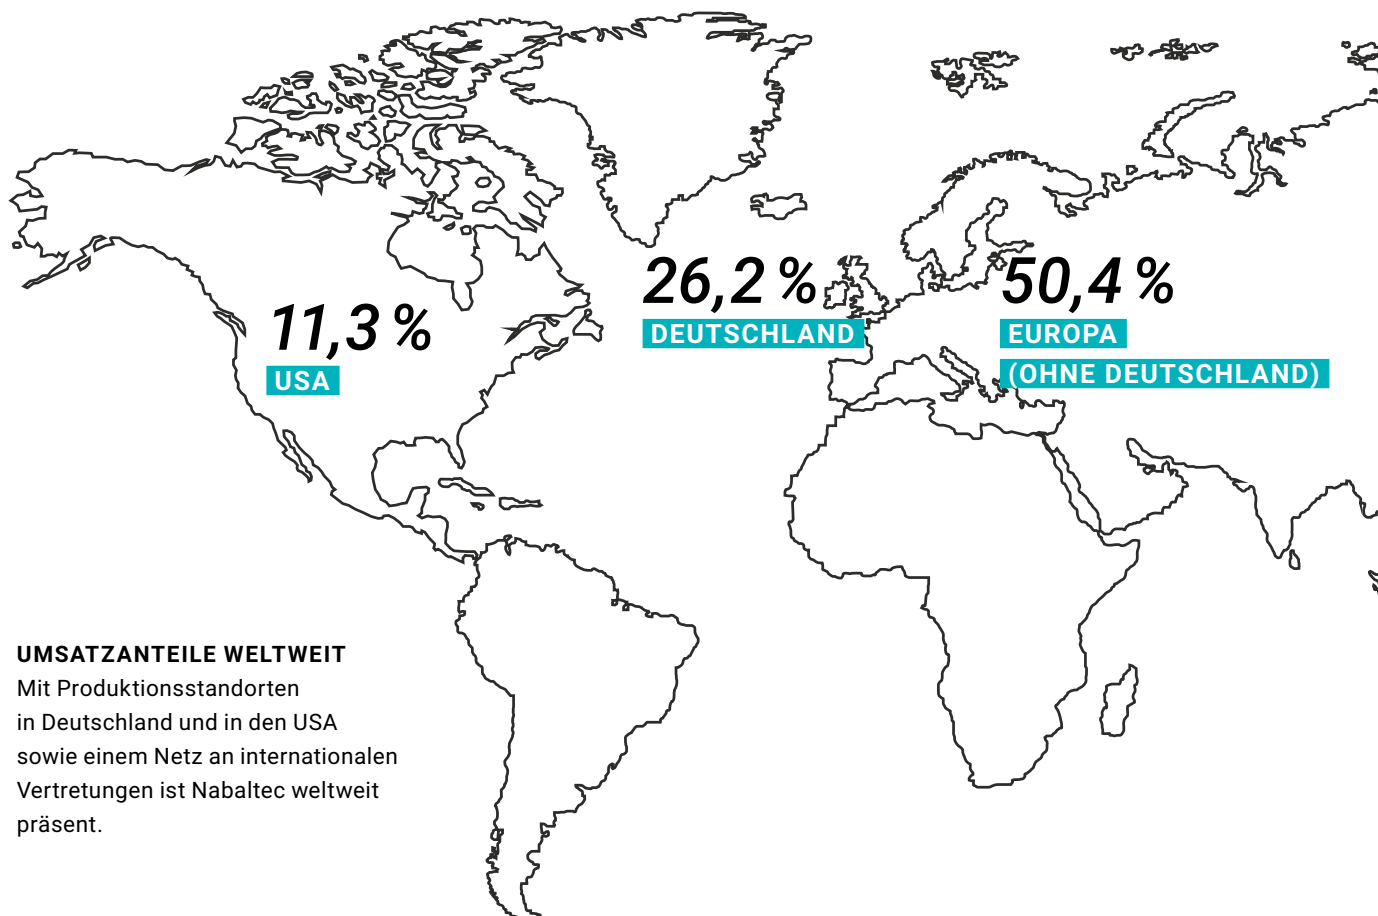 11,3 %
USA
26,2 %
DEUTSCHLAND
50,4 %
EUROPA
(OHNE DEUTSCHLAND)
UMSATZANTEILE WELTWEIT
Mit Produktionsstandorten
in Deutschland und in den USA
sowie einem Netz an internationalen
Vertretungen ist Nabaltec weltweit
präsent.